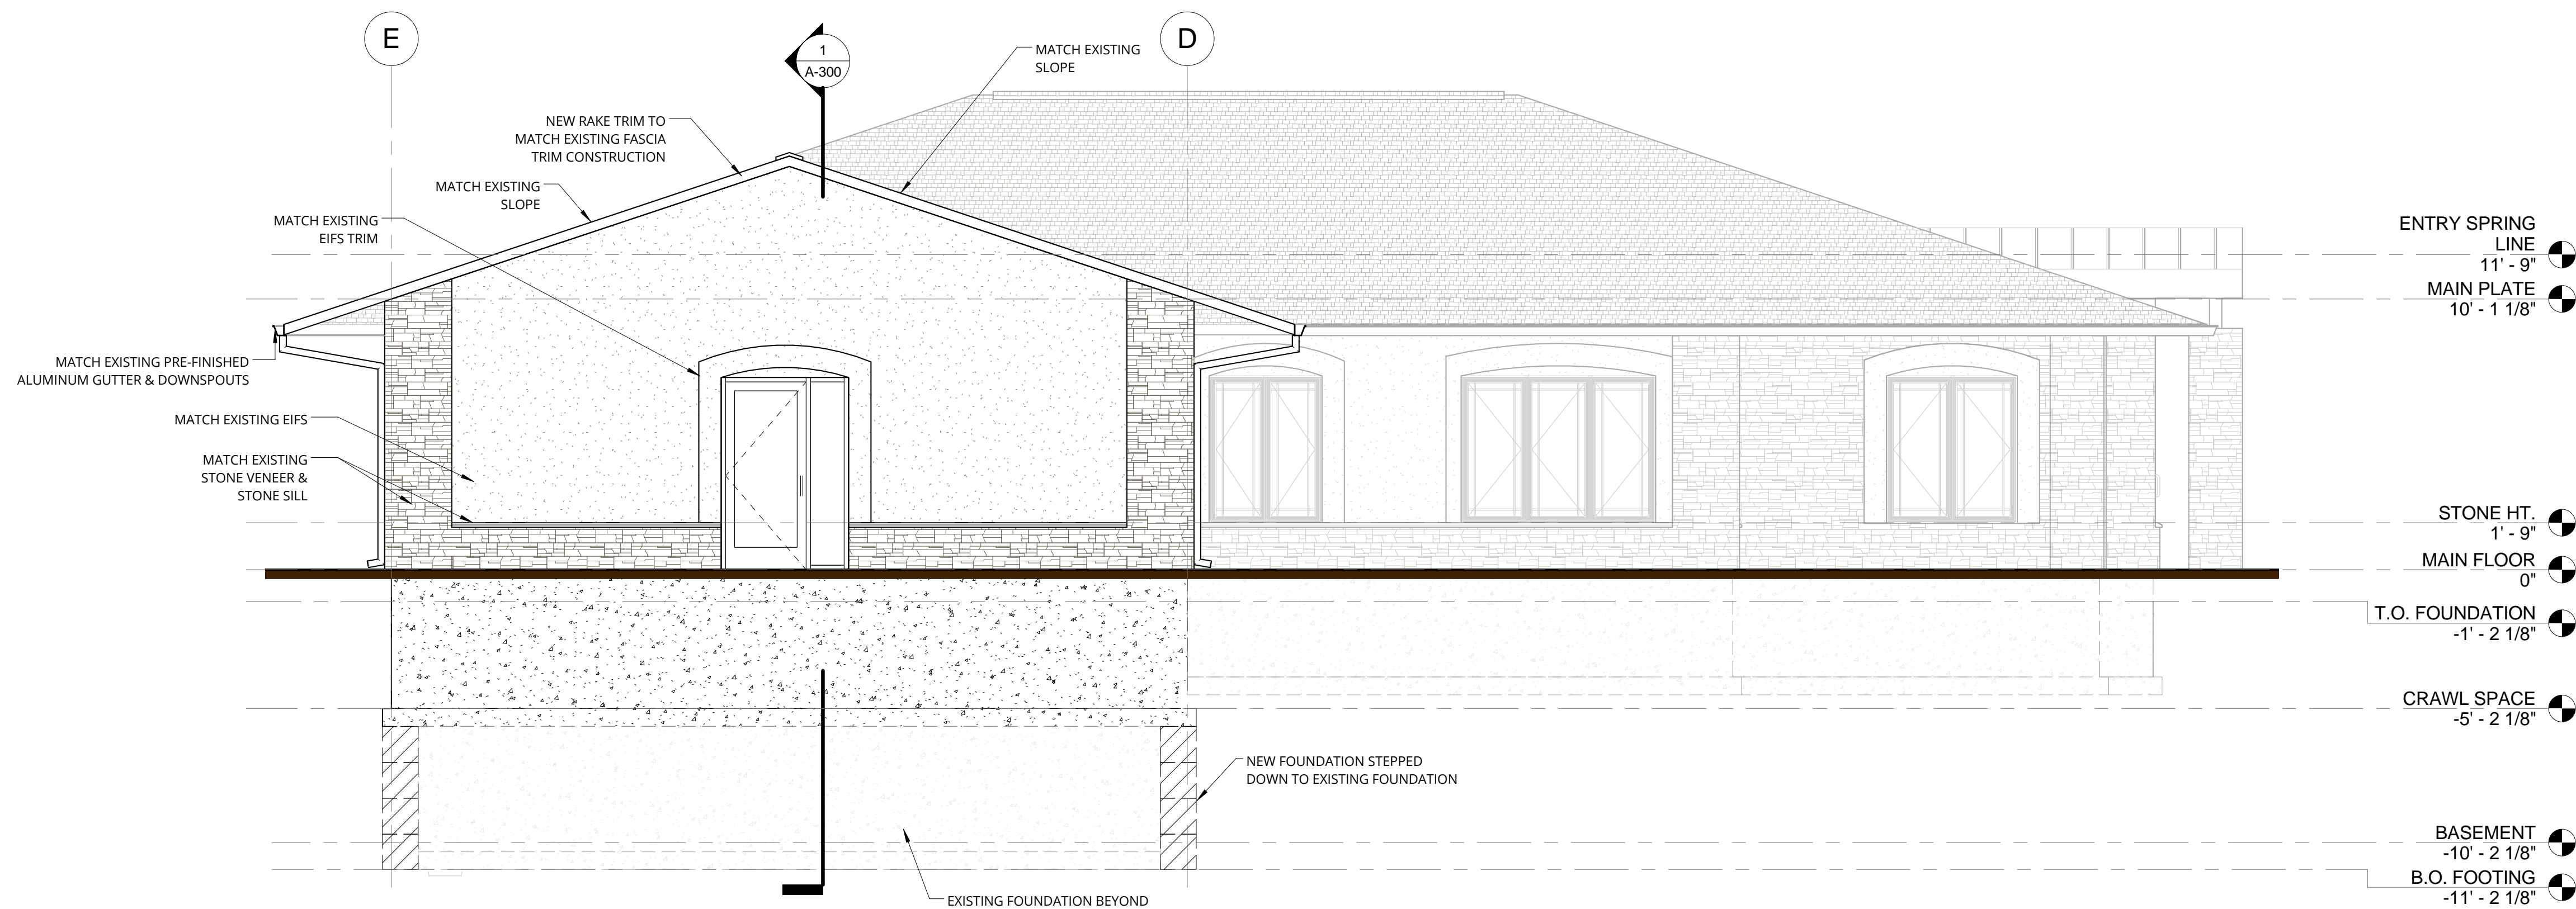 E
D
1
A-300
MATCH EXISTING
SLOPE
NEW RAKE TRIM TO
MATCH EXISTING FASCIA
TRIM CONSTRUCTION
MATCH EXISTING
SLOPE
MATCH EXISTING
EIFS TRIM
MATCH EXISTING PRE-FINISHED
ALUMINUM GUTTER & DOWNSPOUTS
MATCH EXISTING EIFS
MATCH EXISTING
STONE VENEER &
STONE SILL
NEW FOUNDATION STEPPED
DOWN TO EXISTING FOUNDATION
EXISTING FOUNDATION BEYOND
ENTRY SPRING
LINE
11' - 9"
MAIN PLATE
10' - 1 1/8"
STONE HT.
1' - 9"
MAIN FLOOR
0"
T.O. FOUNDATION
-1' - 2 1/8"
CRAWL SPACE
-5' - 2 1/8"
BASEMENT
-10' - 2 1/8"
B.O. FOOTING
-11' - 2 1/8"